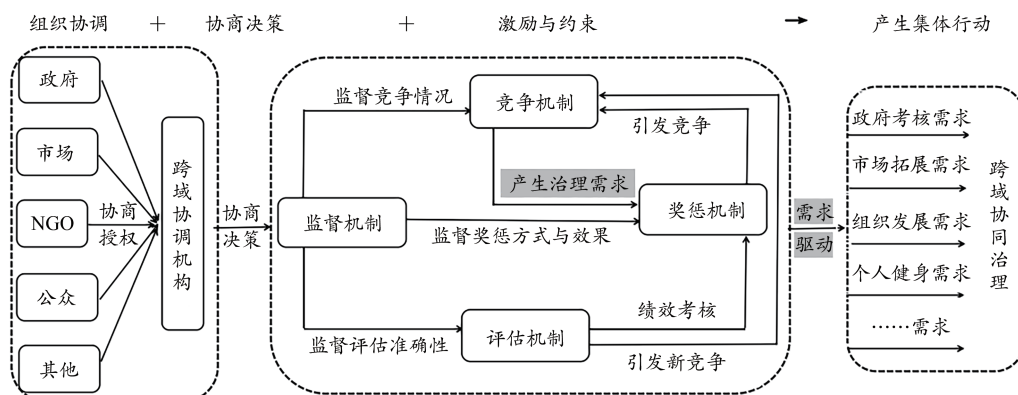 组织协调 + 协商决策 + 激励与约束 → 产生集体行动
政府
市场
NGO
公众
其他
协商
授权
跨域协调机构
协商
决策
监督机制
监督竞争情况
竞争机制
引发竞争
产生治理需求
奖惩机制
监督奖惩方式与效果
绩效考核
监督评估准确性
评估机制
引发新竞争
需求
驱动
政府考核需求
市场拓展需求
组织发展需求
个人健身需求
……需求
跨域协同治理